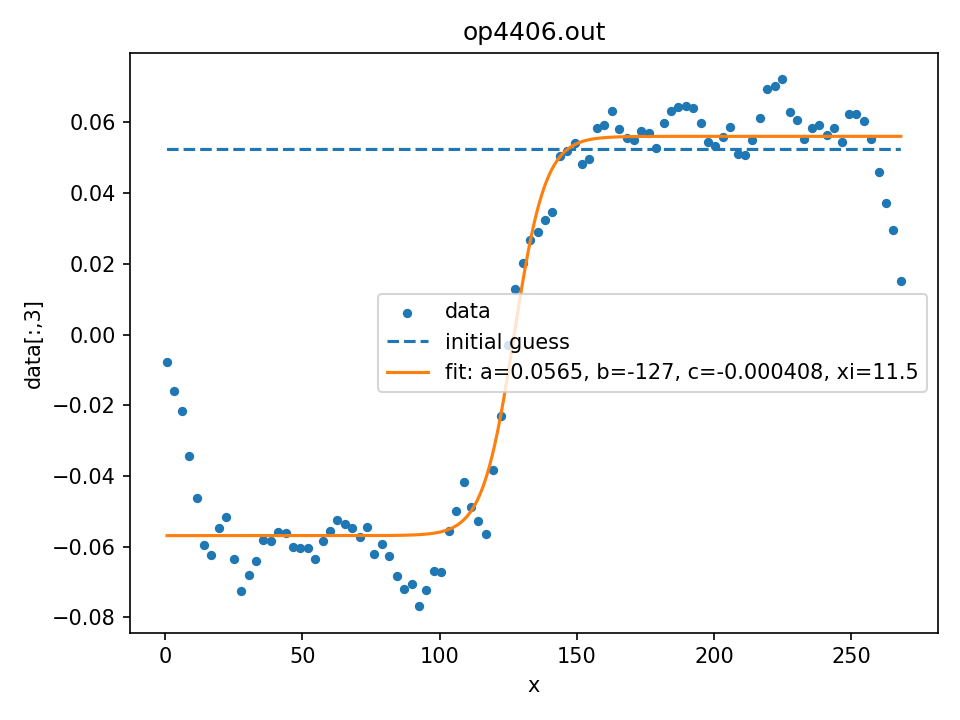 op4406.out
data[:,3]
0.06
0.04
0.02
0.00
−0.02
−0.04
−0.06
−0.08
data
initial guess
fit: a=0.0565, b=-127, c=-0.000408, xi=11.5
0 50 100 150 200 250
x